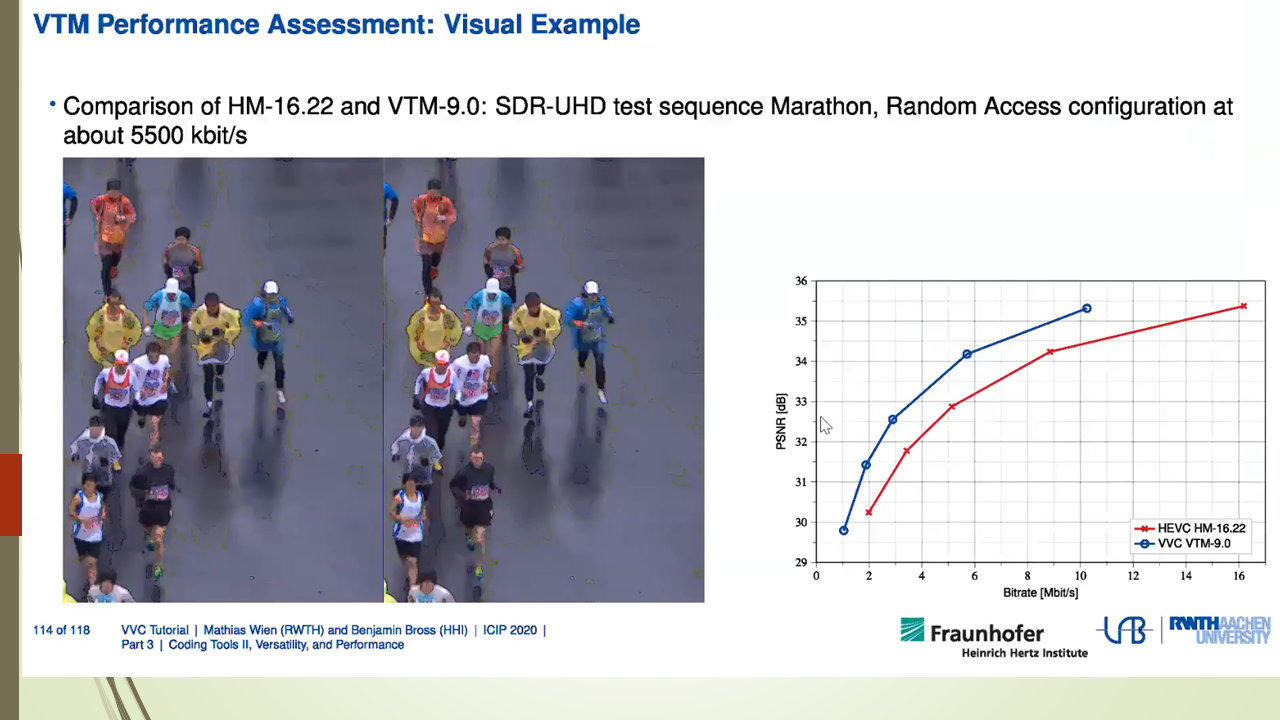 VTM Performance Assessment: Visual Example
• Comparison of HM-16.22 and VTM-9.0: SDR-UHD test sequence Marathon, Random Access configuration at
about 5500 kbit/s
36
35
34
33
32
31
30
29
PSNR [dB]
HEVC HM-16.22
VVC VTM-9.0
0 2 4 6 8 10 12 14 16
Bitrate [Mbit/s]
114 of 118
VVC Tutorial | Mathias Wien (RWTH) and Benjamin Bross (HHI) | ICIP 2020 |
Part 3 | Coding Tools II, Versatility, and Performance
Fraunhofer
Heinrich Hertz Institute
RWTH AACHEN
UNIVERSITY